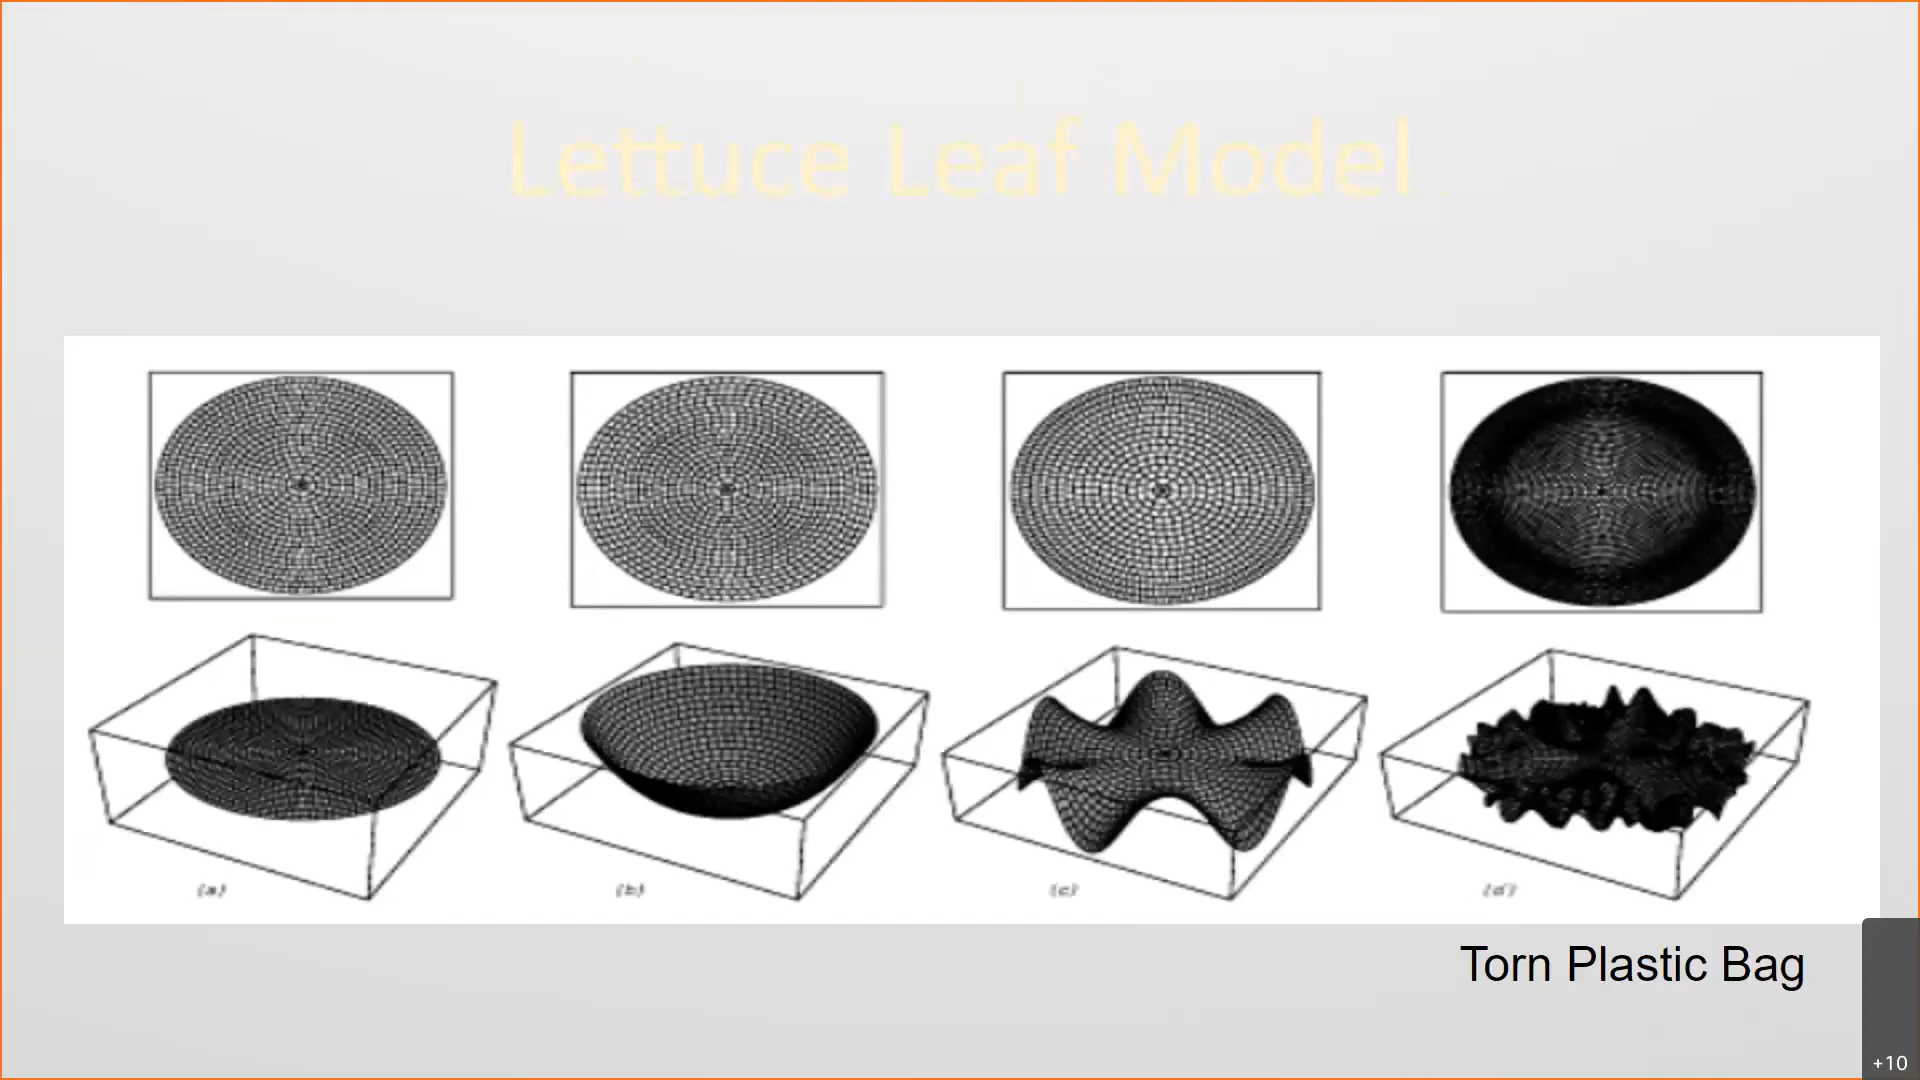 Lettuce Leaf Model
(a) (b) (c) (d)
Torn Plastic Bag
+10